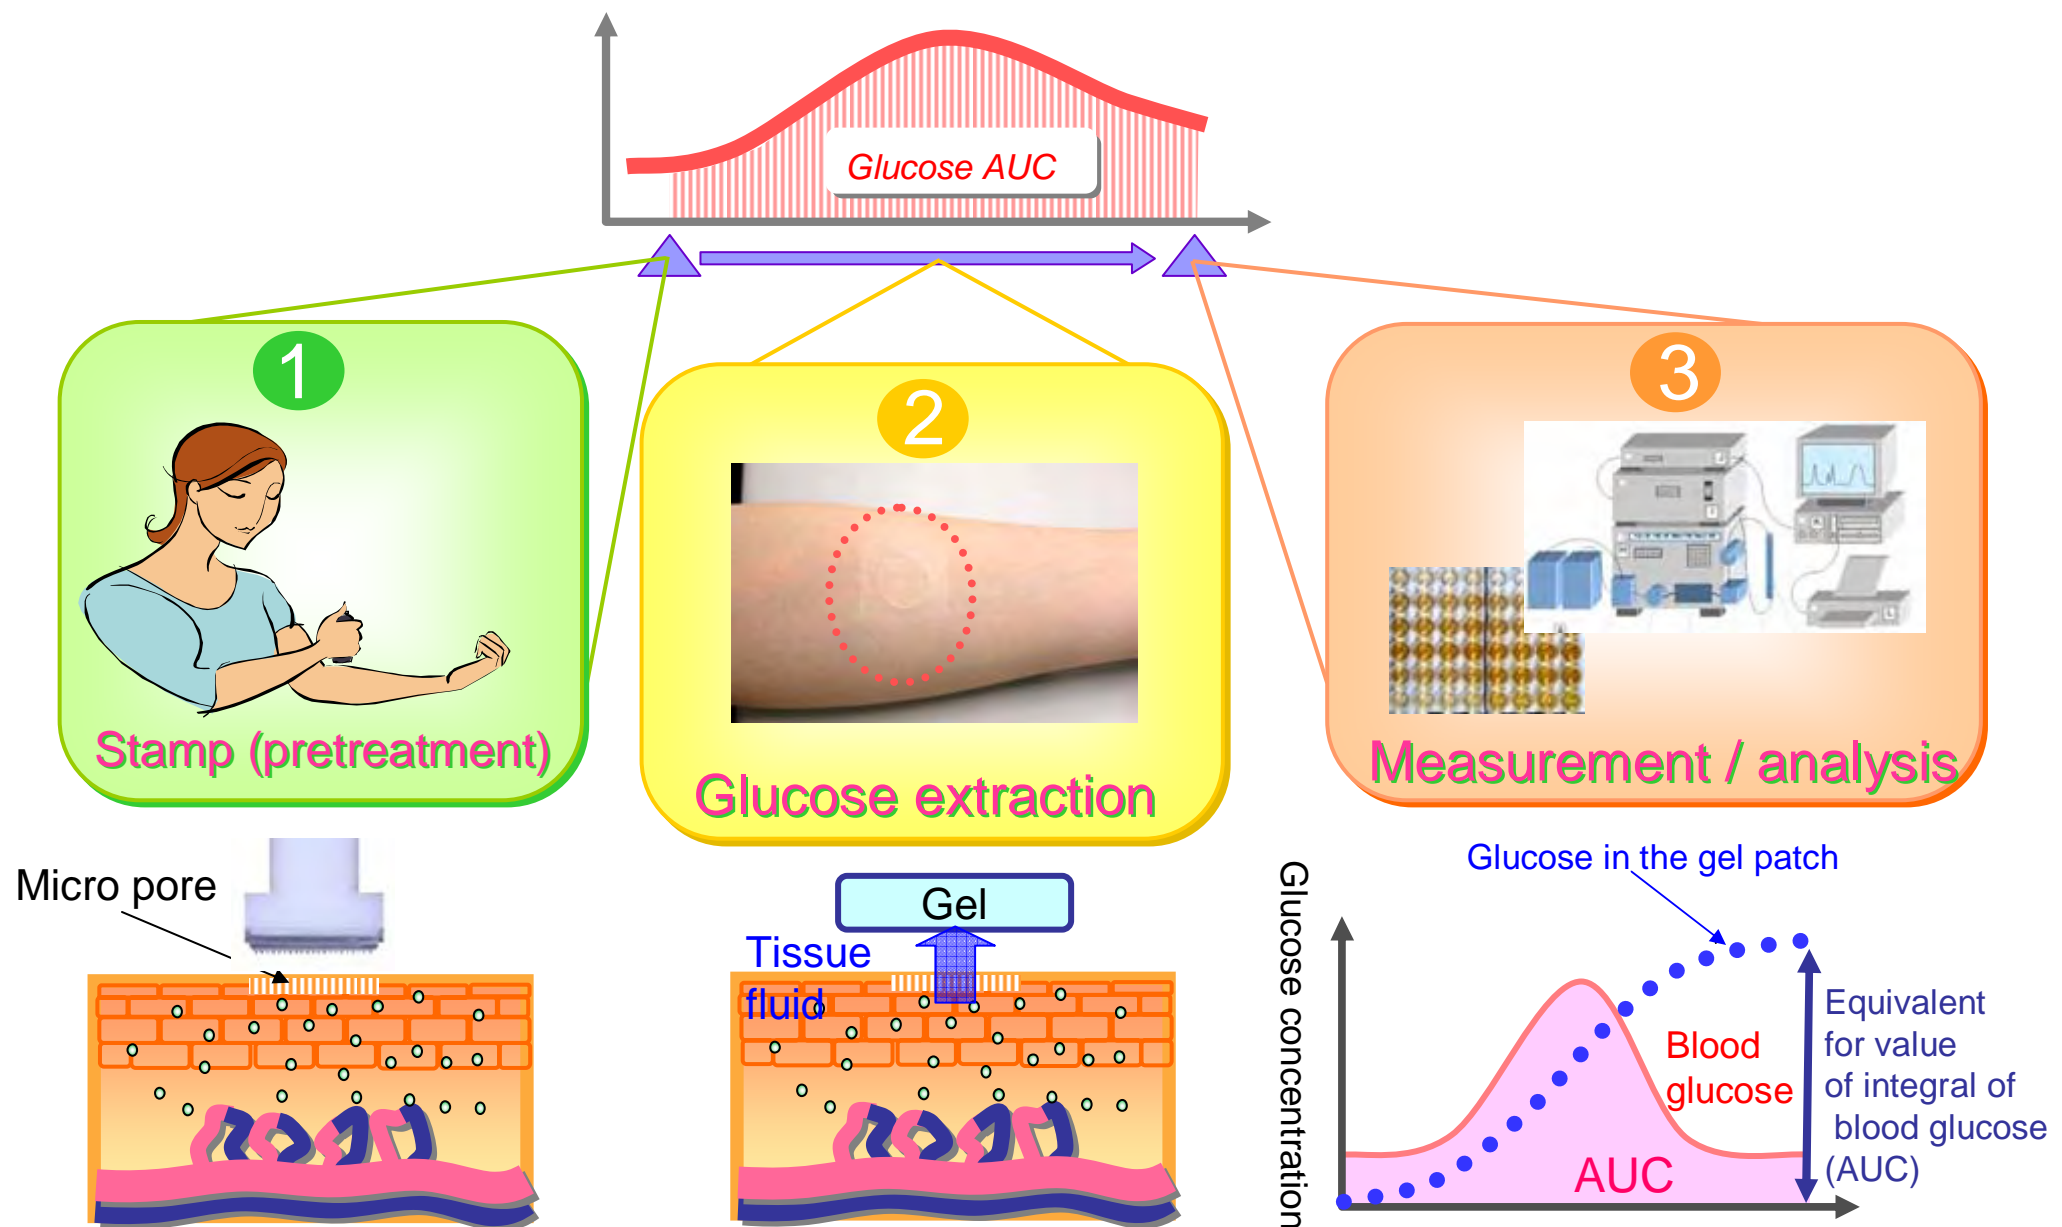 Glucose AUC
1
2
3
Stamp (pretreatment)
Glucose extraction
Measurement / analysis
Micro pore
Gel
Tissue
fluid
Glucose concentration
Glucose in the gel patch
Blood
glucose
AUC
Equivalent
for value
of integral of
blood glucose
(AUC)